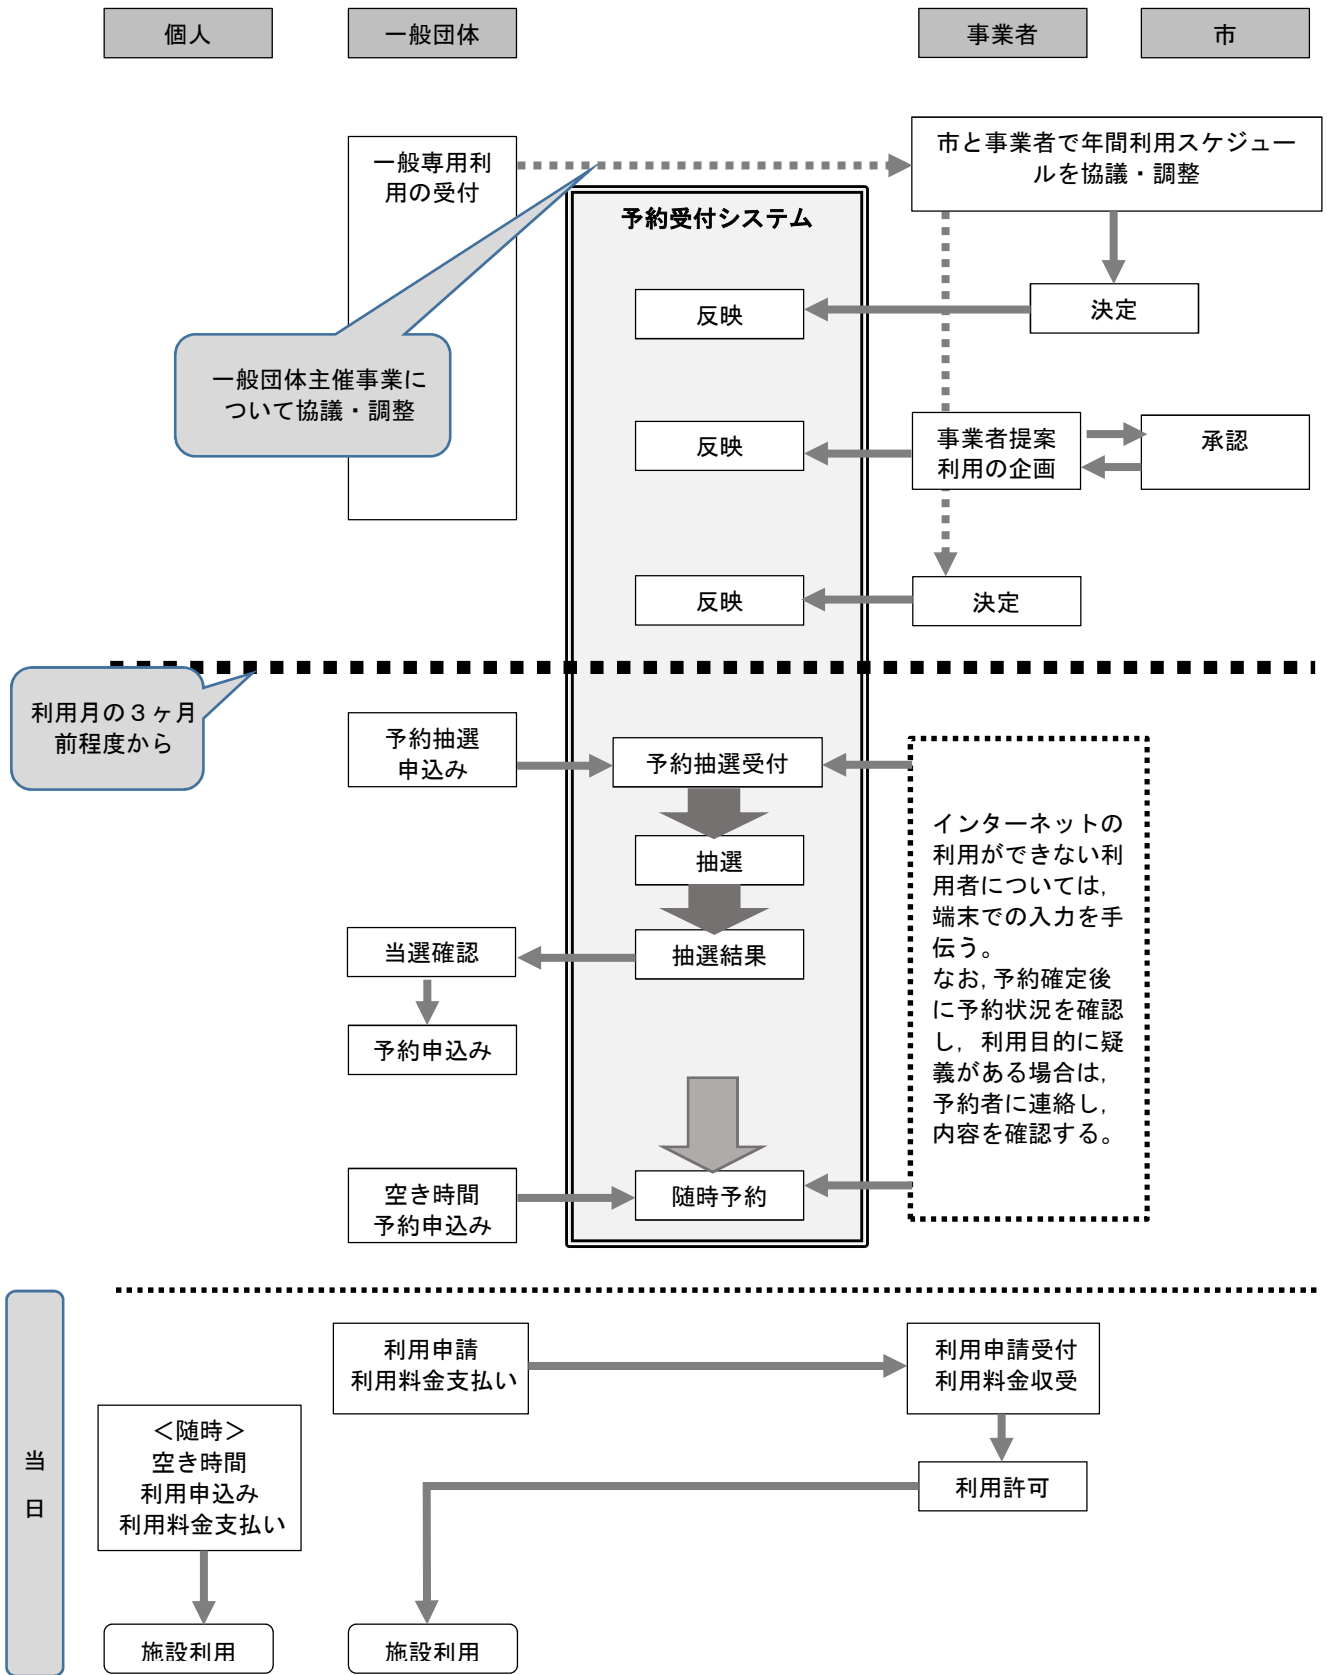 個人
一般団体
事業者
市
一般専用利
用の受付
市と事業者で年間利用スケジュー
ルを協議・調整
予約受付システム
反映
決定
一般団体主催事業に
ついて協議・調整
反映
事業者提案
利用の企画
承認
反映
決定
利用月の３ヶ月
前程度から
予約抽選
申込み
予約抽選受付
インターネットの
利用ができない利
用者については,
端末での入力を手
伝う。
なお,予約確定後
に予約状況を確認
し, 利用目的に疑
義がある場合は,
予約者に連絡し,
内容を確認する。
抽選
当選確認
抽選結果
予約申込み
空き時間
予約申込み
随時予約
当
日
利用申請
利用料金支払い
利用申請受付
利用料金収受
＜随時＞
空き時間
利用申込み
利用料金支払い
利用許可
施設利用
施設利用